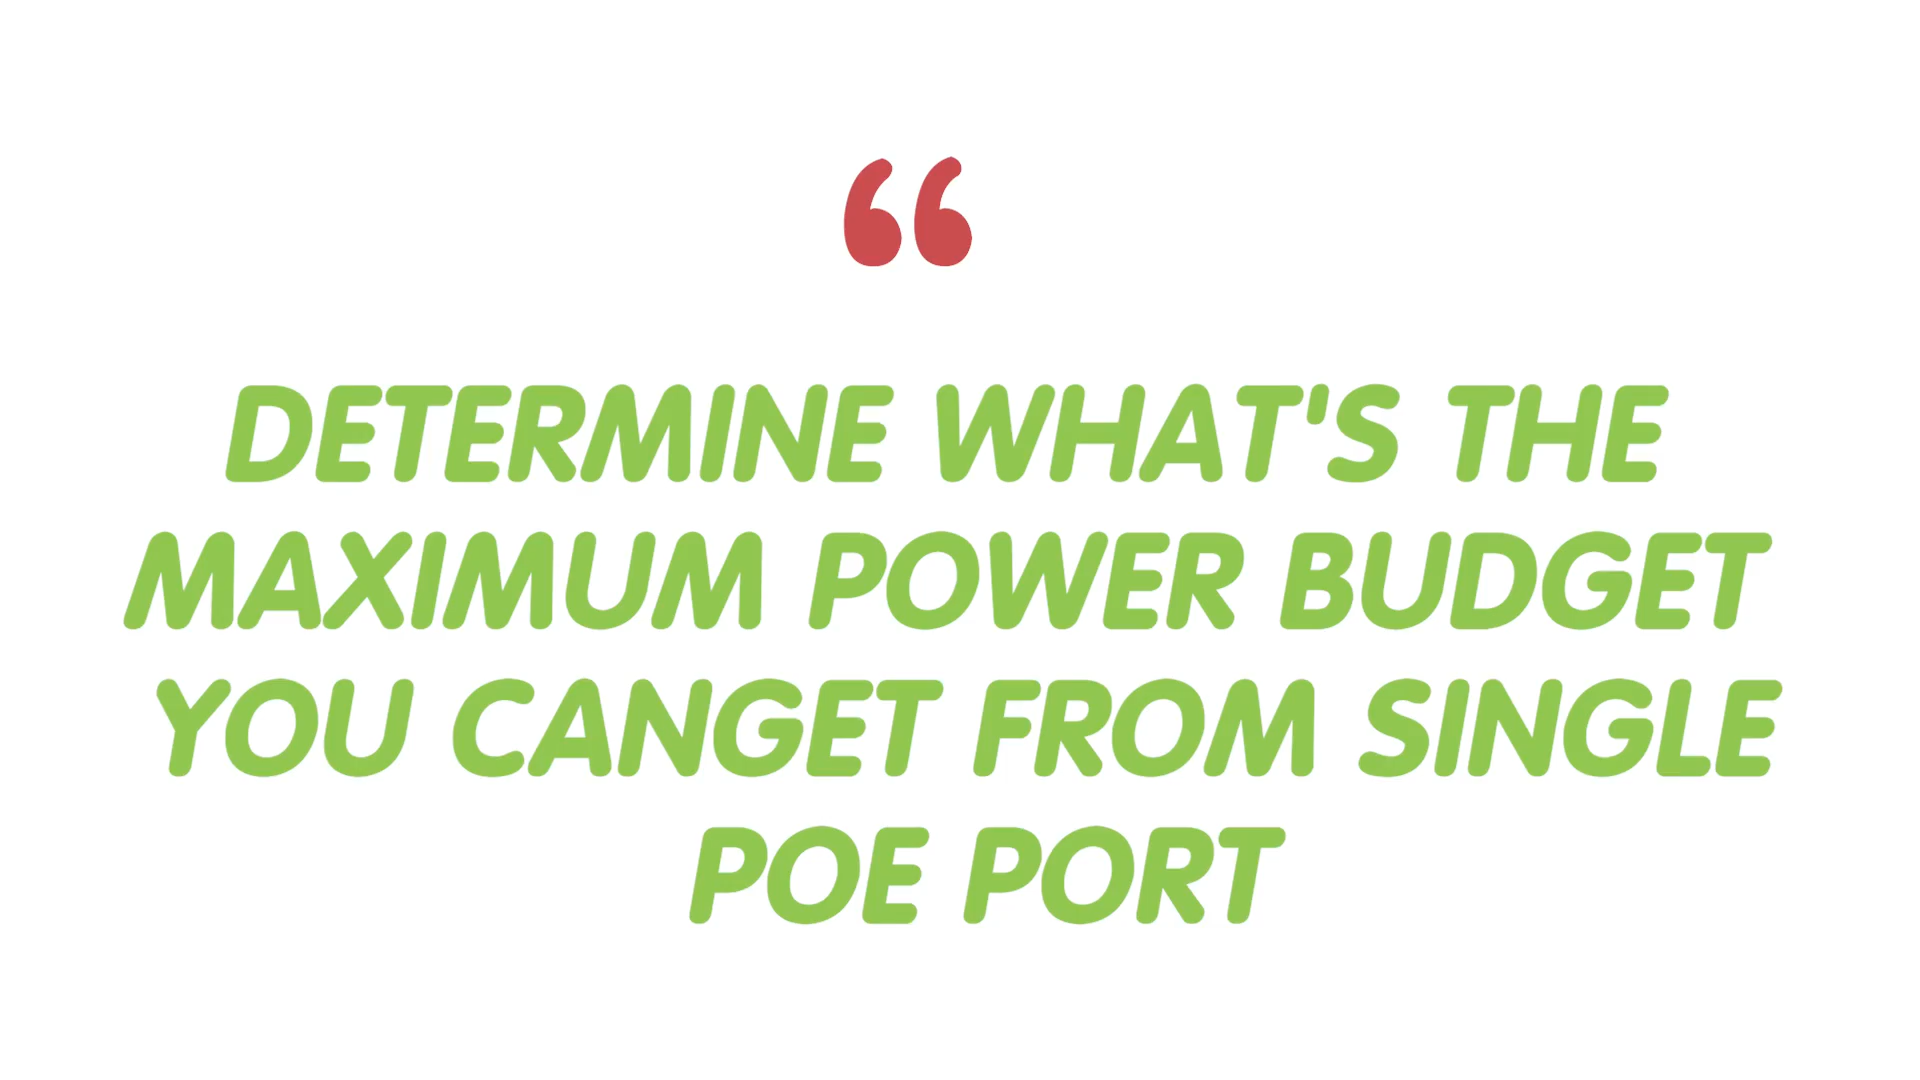 “
DETERMINE WHAT'S THE
MAXIMUM POWER BUDGET
YOU CANGET FROM SINGLE
POE PORT